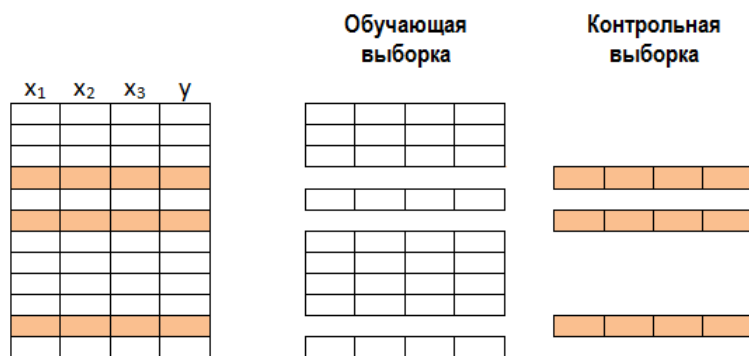 Обучающая
выборка
Контрольная
выборка
x₁ x₂ x₃ y